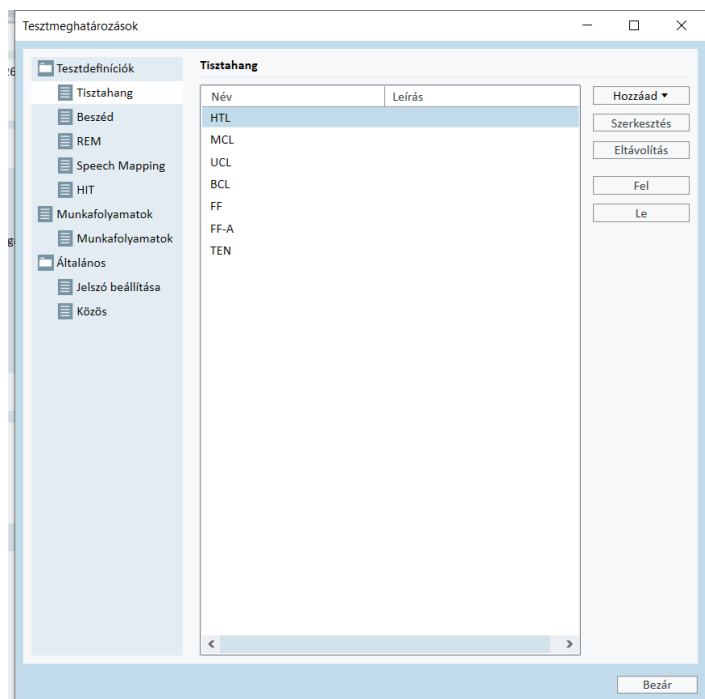 Tesztmeghatározások
Tesztdefiníciók
Tisztahang
Beszéd
REM
Speech Mapping
HIT
Munkafolyamatok
Munkafolyamatok
Általános
Jelszó beállítása
Közös
Tisztahang
Név Leírás
HTL
MCL
UCL
BCL
FF
FF-A
TEN
Hozzáad
Szerkesztés
Eltávolítás
Fel
Le
Bezár